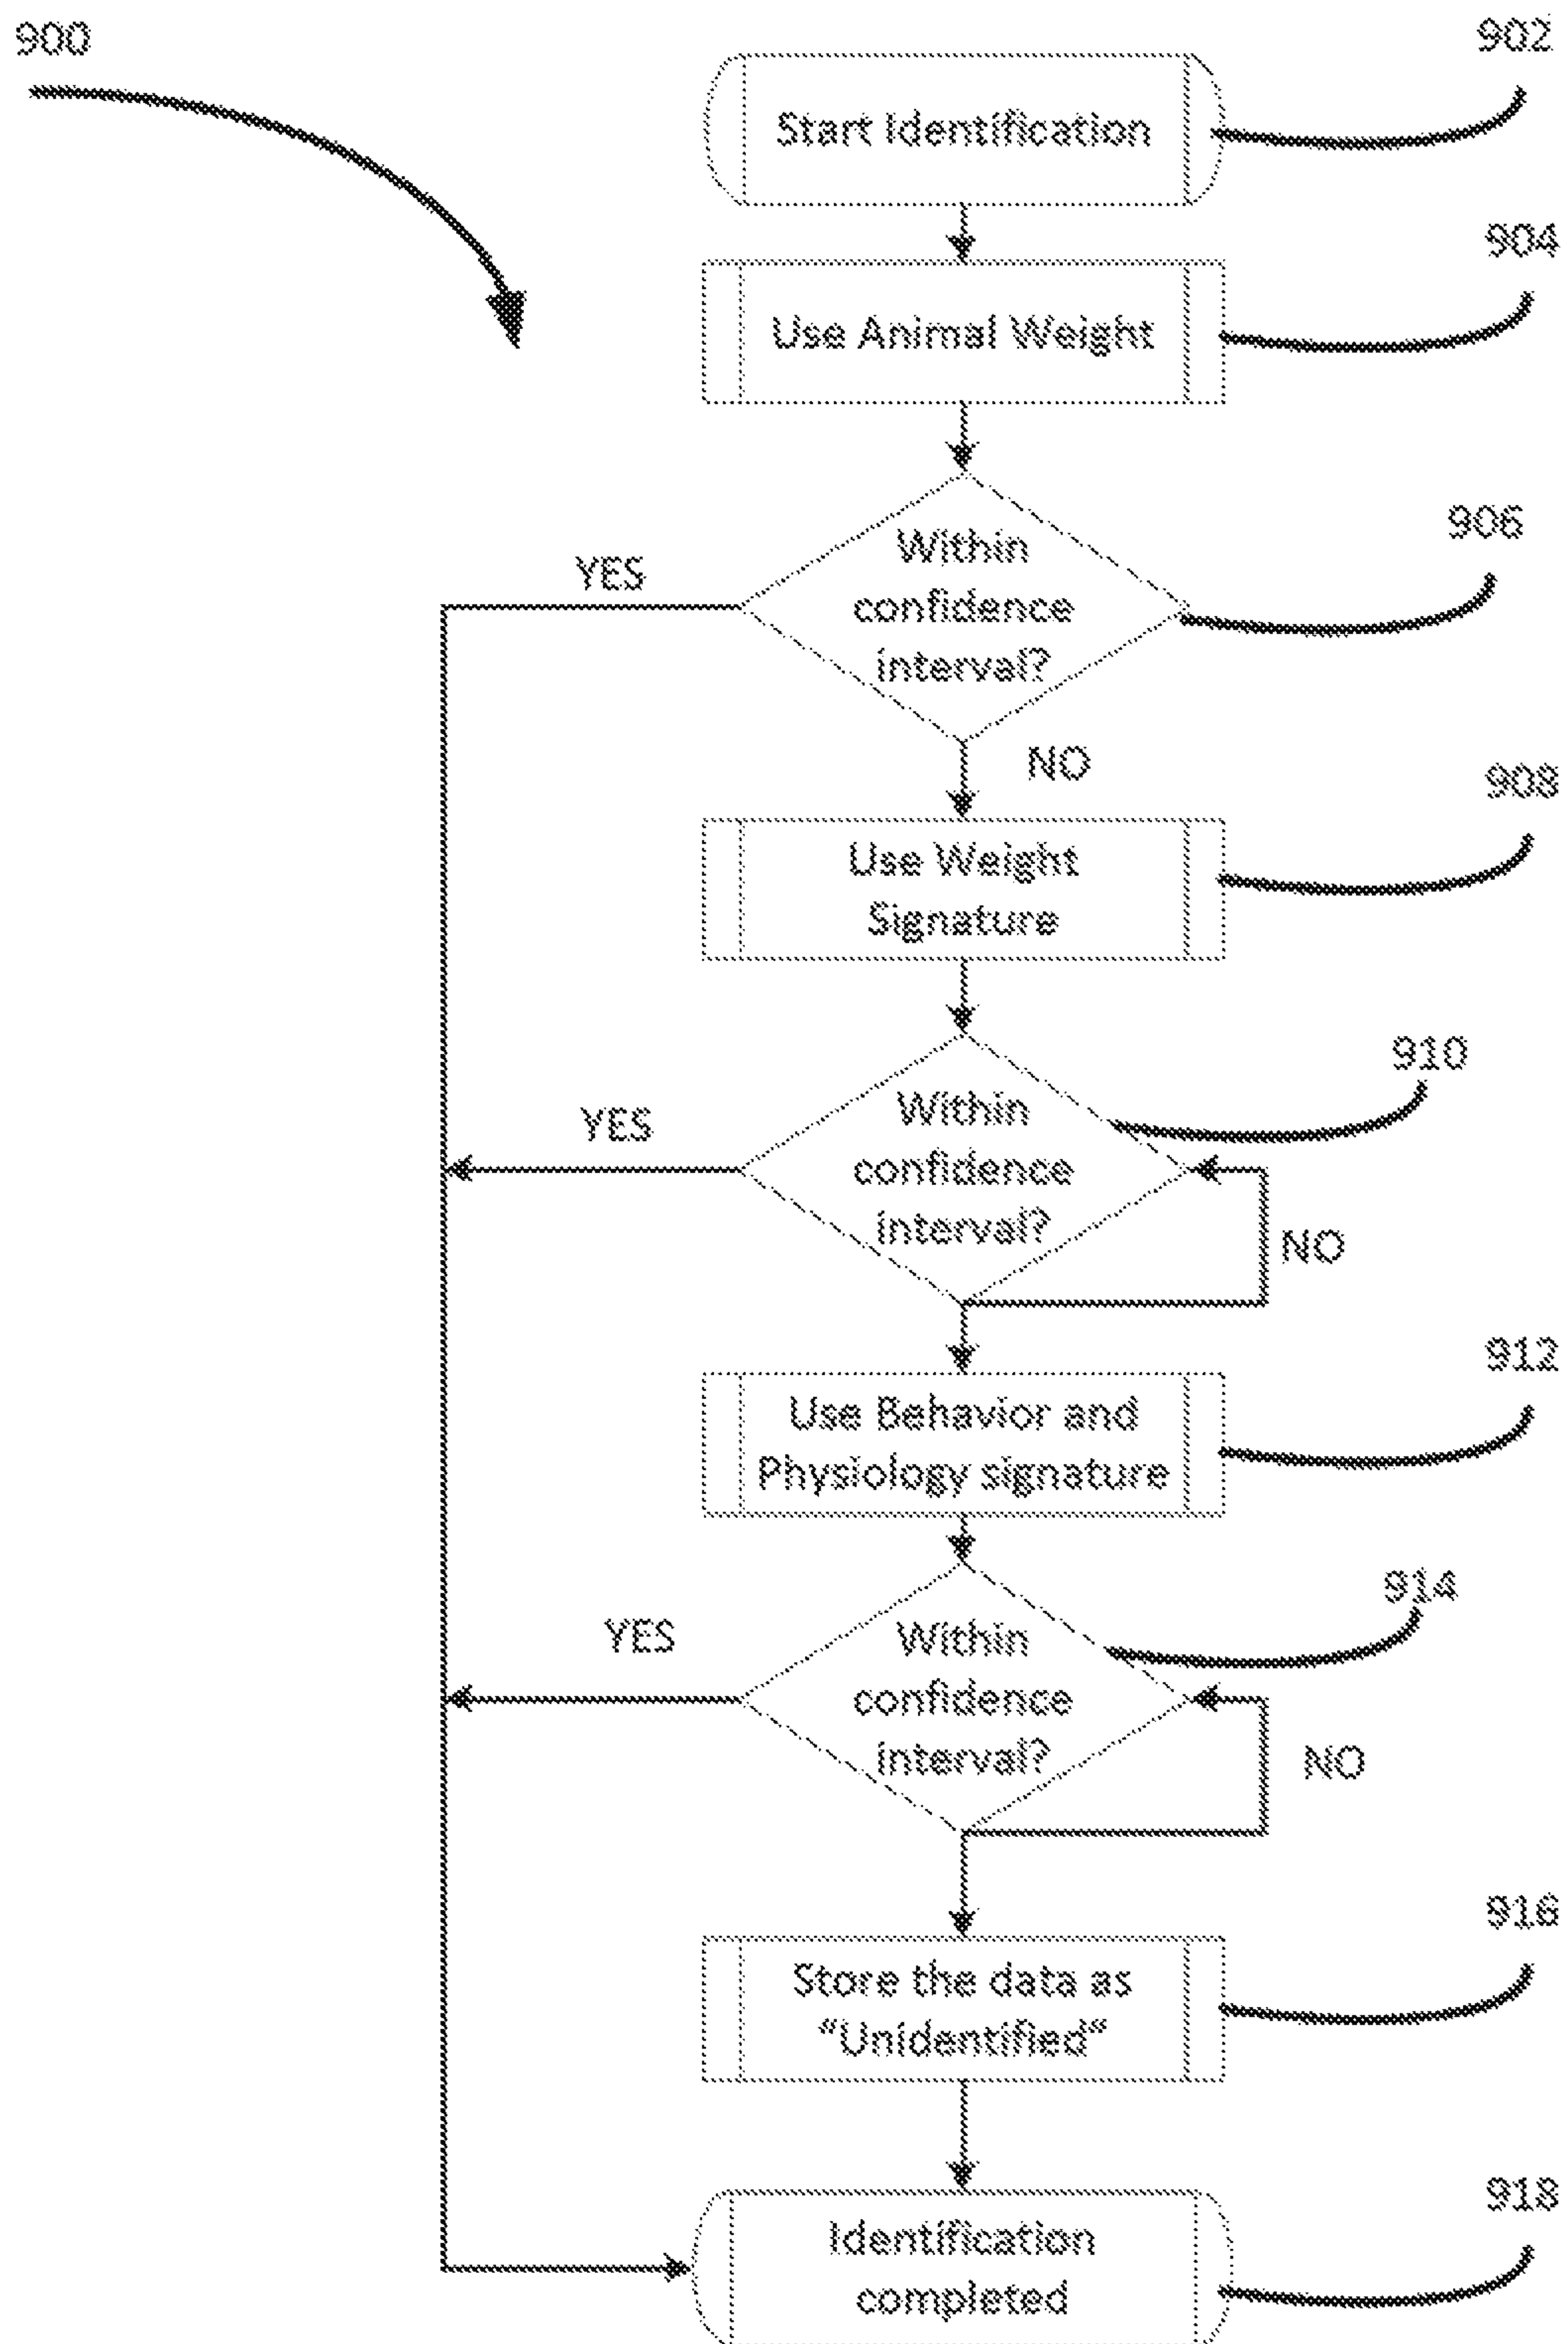 900
902
Start Identification
904
Use Animal Weight
906
Within
confidence
interval?
YES
NO
908
Use Weight
Signature
910
Within
confidence
interval?
YES
NO
912
Use Behavior and
Physiology signature
914
Within
confidence
interval?
YES
NO
916
Store the data as
“Unidentified“
918
Identification
completed